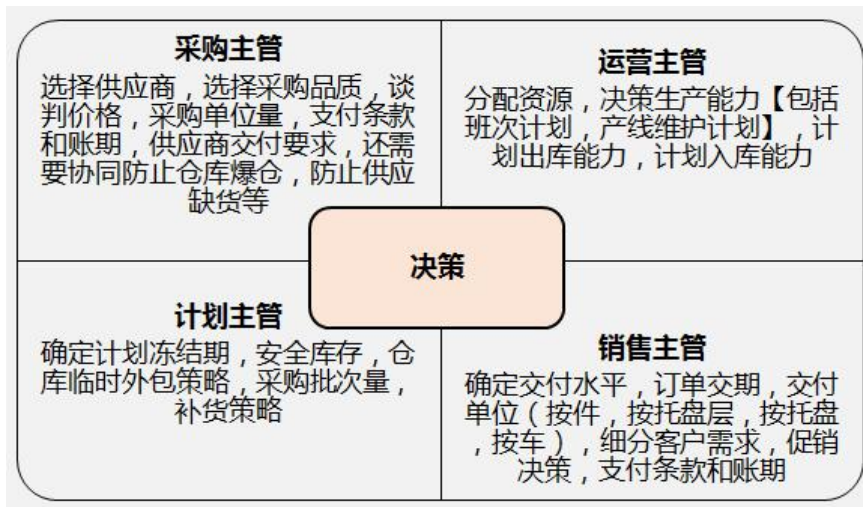 采购主管
选择供应商，选择采购品质，谈
判价格，采购单位量，支付条款
和账期，供应商交付要求，还需
要协同防止仓库爆仓，防止供应
缺货等
运营主管
分配资源，决策生产能力【包括
班次计划，产线维护计划】，计
划出库能力，计划入库能力
决策
计划主管
确定计划冻结期，安全库存，仓
库临时外包策略，采购批次量，
补货策略
销售主管
确定交付水平，订单交期，交付
单位（按件，按托盘层，按托盘
，按车），细分客户需求，促销
决策，支付条款和账期